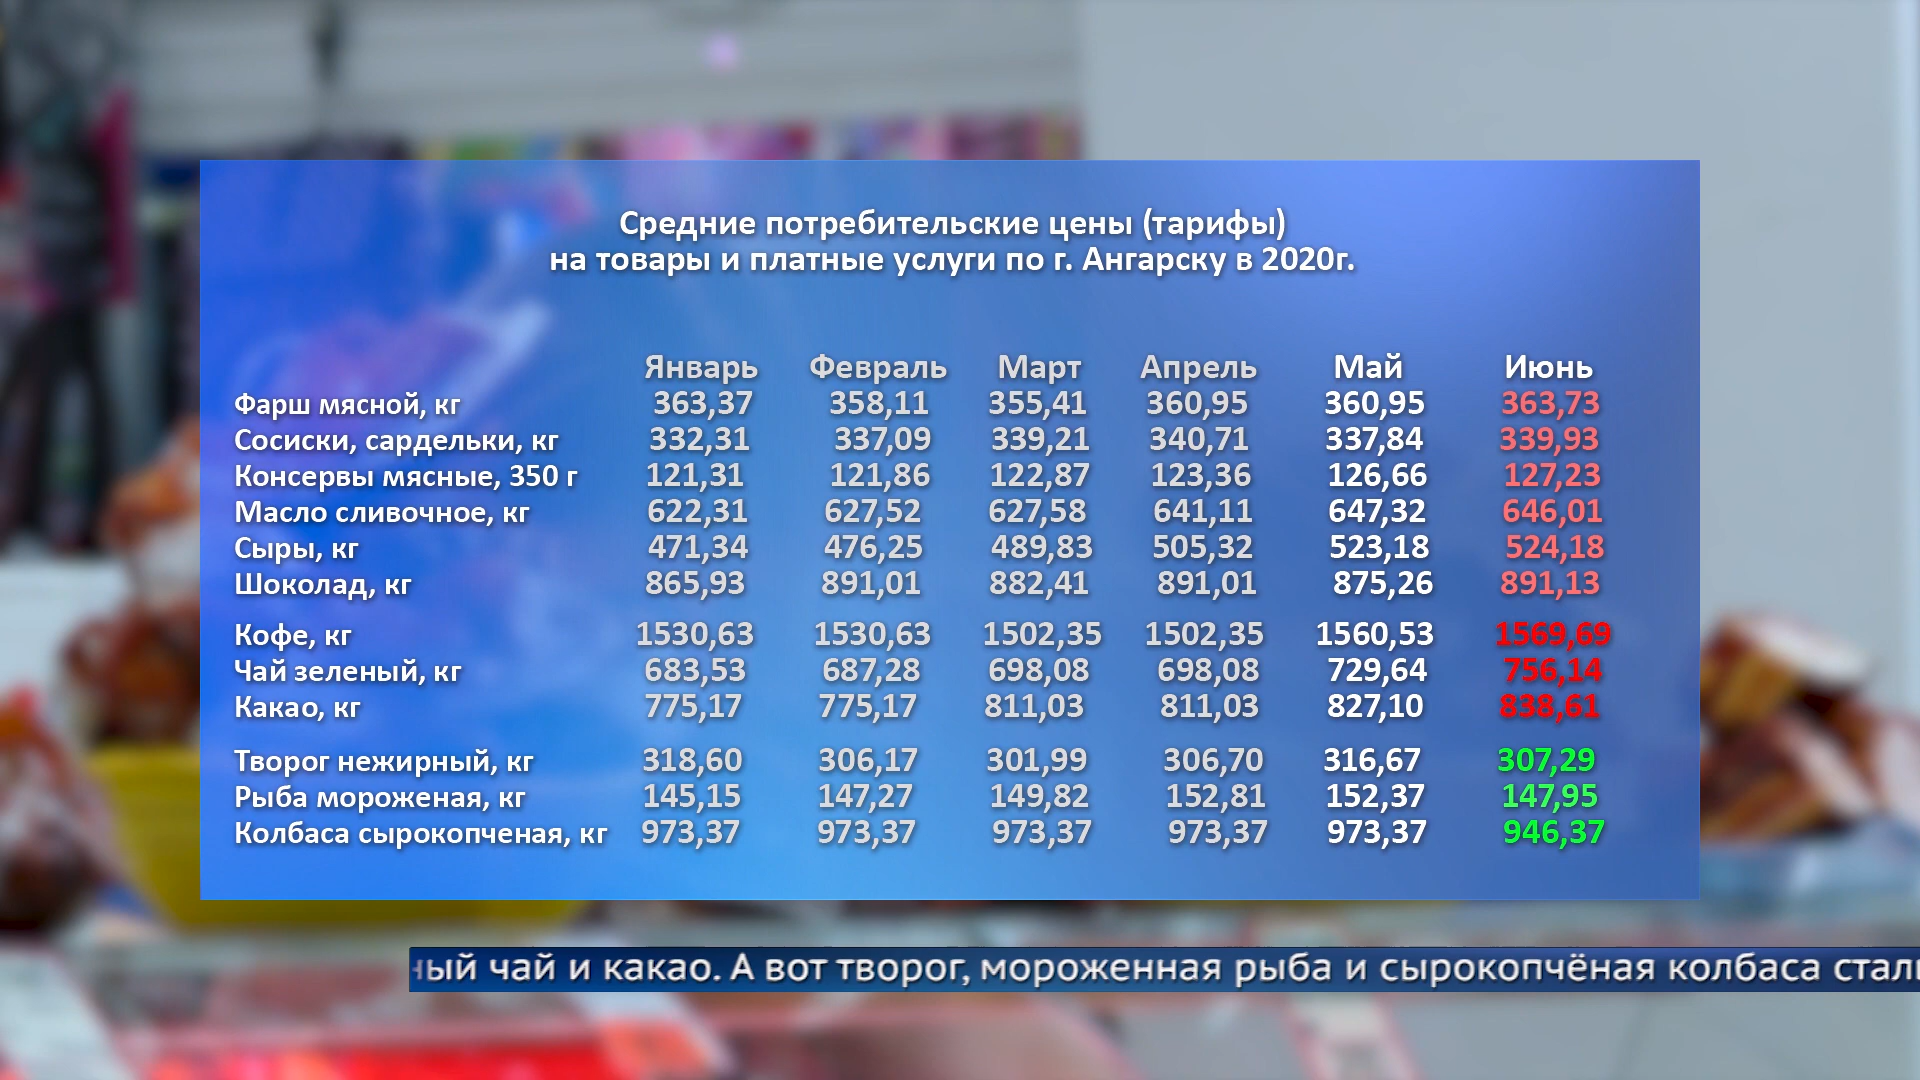 Средние потребительские цены (тарифы)
на товары и платные услуги по г. Ангарску в 2020г.
Январь Февраль Март Апрель Май Июнь
Фарш мясной, кг 363,37 358,11 355,41 360,95 360,95 363,73
Сосиски, сардельки, кг 332,31 337,09 339,21 340,71 337,84 339,93
Консервы мясные, 350 г 121,31 121,86 122,87 123,36 126,66 127,23
Масло сливочное, кг 622,31 627,52 627,58 641,11 647,32 646,01
Сыры, кг 471,34 476,25 489,83 505,32 523,18 524,18
Шоколад, кг 865,93 891,01 882,41 891,01 875,26 891,13
Кофе, кг 1530,63 1530,63 1502,35 1502,35 1560,53 1569,69
Чай зеленый, кг 683,53 687,28 698,08 698,08 729,64 756,14
Какао, кг 775,17 775,17 811,03 811,03 827,10 838,61
Творог нежирный, кг 318,60 306,17 301,99 306,70 316,67 307,29
Рыба мороженая, кг 145,15 147,27 149,82 152,81 152,37 147,95
Колбаса сырокопченая, кг 973,37 973,37 973,37 973,37 973,37 946,37
ный чай и какао. А вот творог, мороженная рыба и сырокопчёная колбаса стали